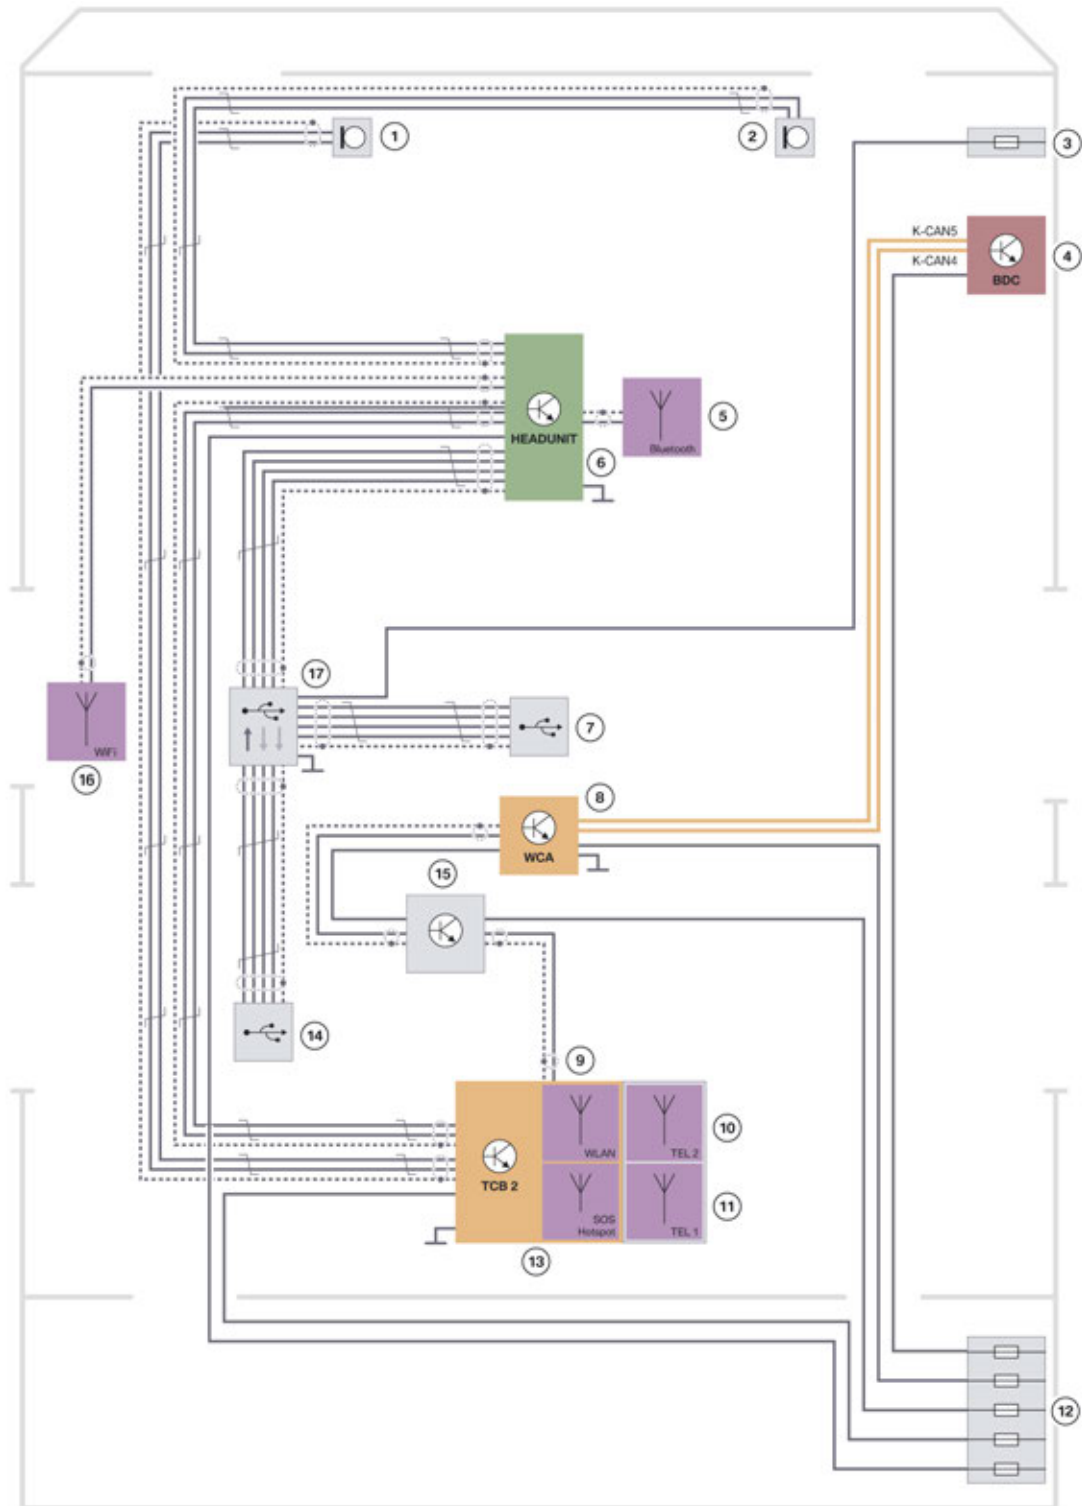 1
2
3
K-CAN5
K-CAN4
BDC
4
HEADUNIT
Bluetooth
5
6
17
7
WiFi
16
8
WCA
15
14
9
WLAN
TEL 2
10
TCB 2
SOS
Hotspot
TEL 1
11
13
12